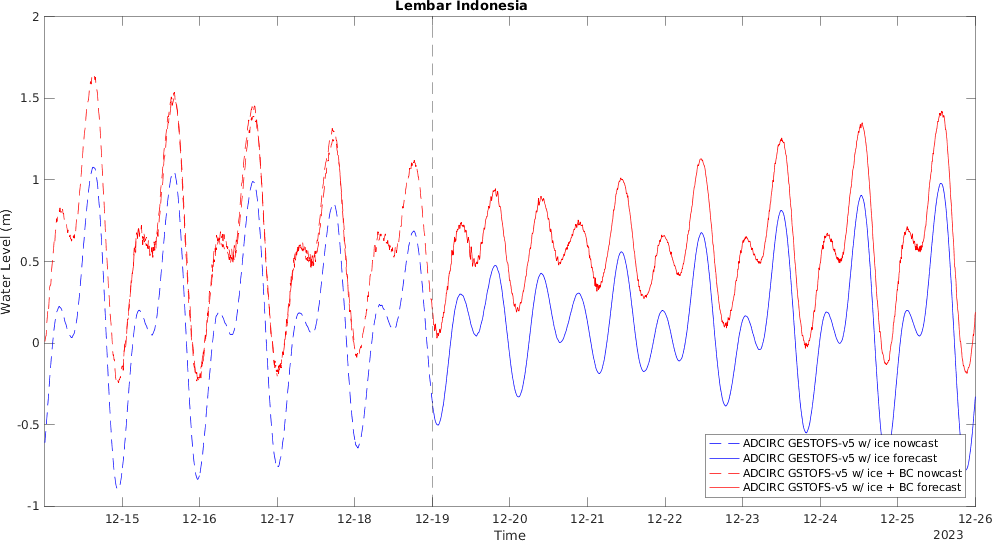 Lembar Indonesia
2
1.5
1
0.5
0
-0.5
-1
Water Level (m)
12-15
12-16
12-17
12-18
12-19
12-20
12-21
12-22
12-23
12-24
12-25
12-26
Time
2023
ADCIRC GESTOFS-v5 w/ ice nowcast
ADCIRC GESTOFS-v5 w/ ice forecast
ADCIRC GSTOFS-v5 w/ ice + BC nowcast
ADCIRC GSTOFS-v5 w/ ice + BC forecast